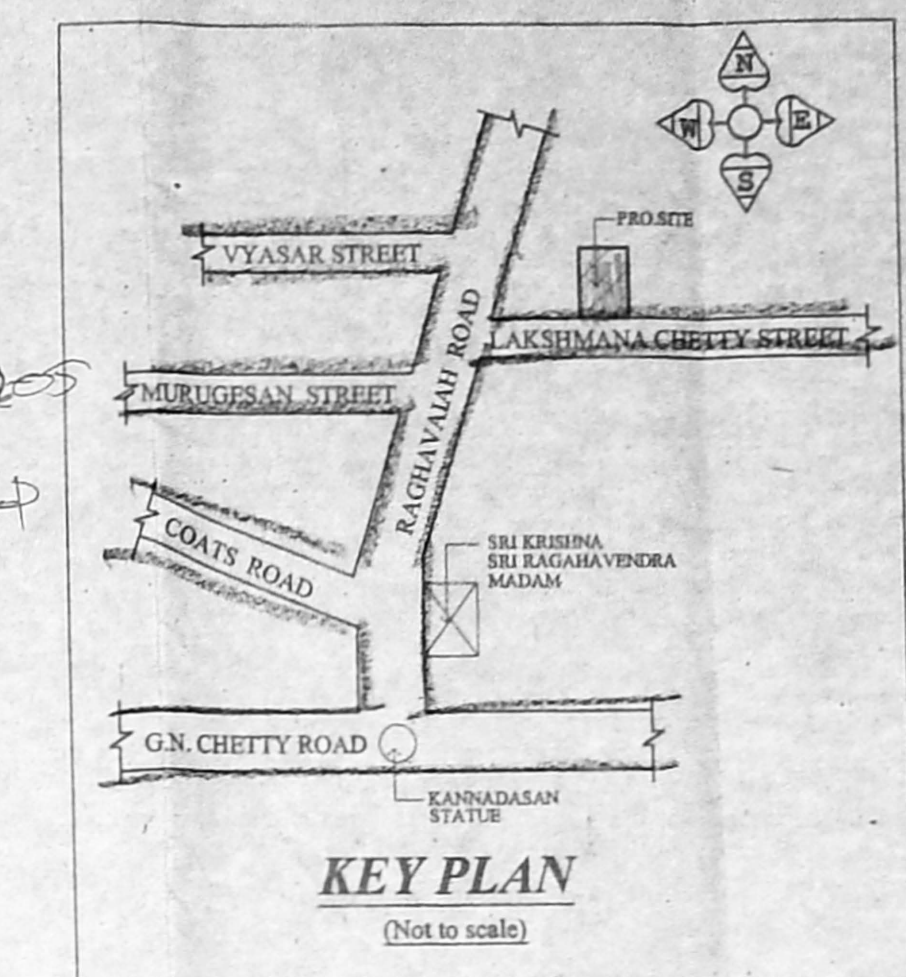 N
W E
S
PRO.SITE
VYASAR STREET
LAKSHMANA CHETTY STREET
RAGHAVAIAH ROAD
MURUGESAN STREET
COATS ROAD
SRI KRISHNA
SRI RAGAHAVENDRA
MADAM
G.N. CHETTY ROAD
KANNADASAN
STATUE
KEY PLAN
(Not to scale)